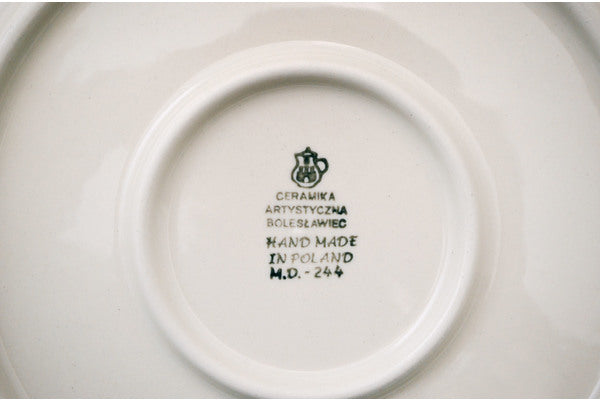 CERAMIKA
ARTYSTYCZNA
BOLESŁAWIEC
HAND MADE
IN POLAND
M.D. - 244